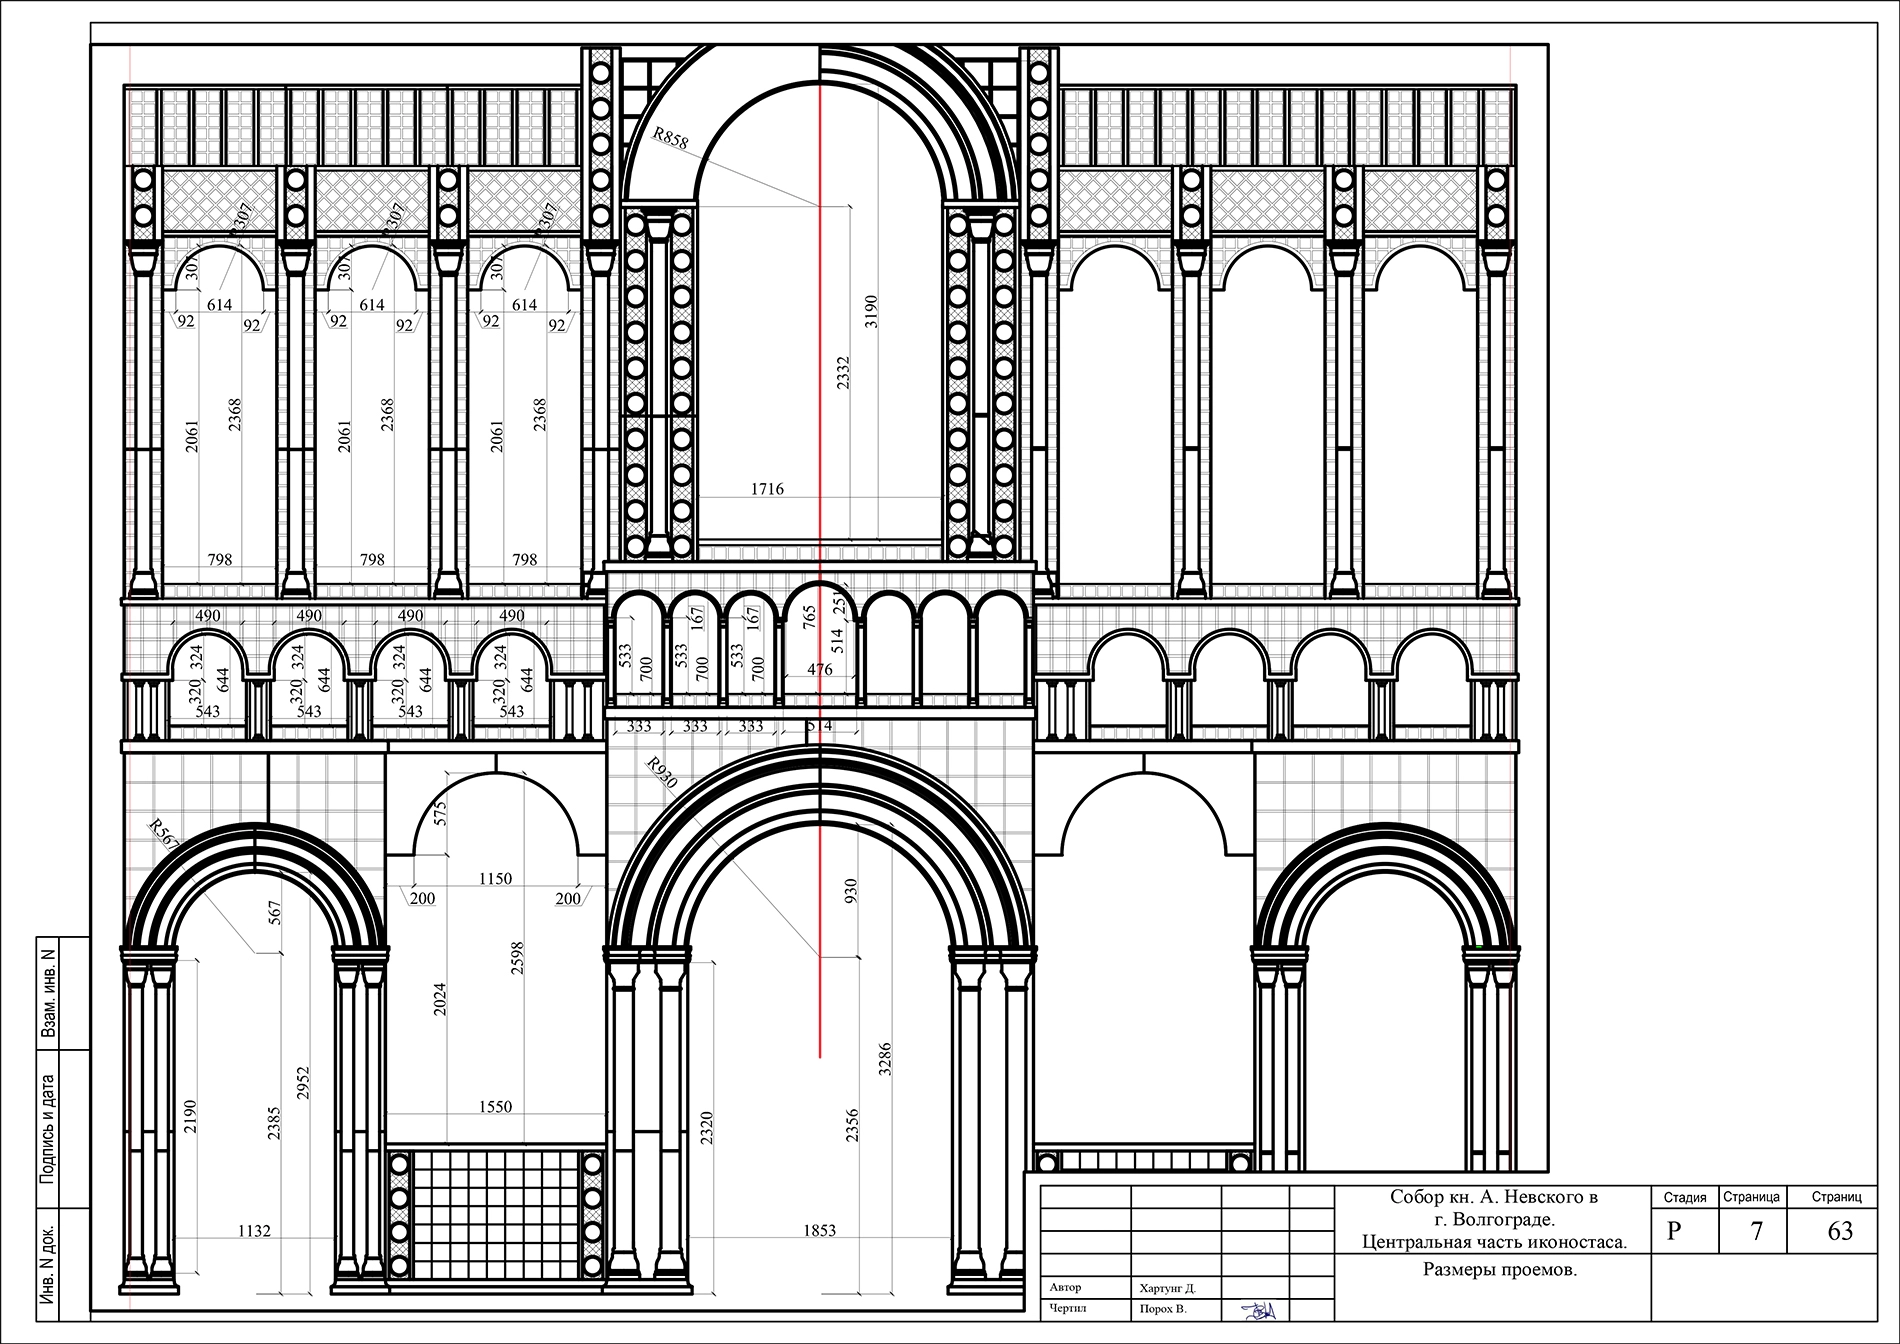 R858
R307 R307 R307
307 307 307
614 614 614
92 92 92 92 92 92
3190
2332
2061 2368 2061 2368 2061 2368
1716
798 798 798
490 490 490 490
765 251
167 167
324 324 324 324
533 533 533
514
700 700 700
476
320 644 320 644 320 644 320 644
543 543 543 543
333 333 333 514
R930
575
R567
1150
930
200 200
567
2598
2024
3286
2952
2190 2385
1550
2320 2356
1132
1853
Взам. инв. N
Подпись и дата
Инв. N док.
Собор кн. А. Невского в
г. Волгограде.
Центральная часть иконостаса.
Размеры проемов.
Стадия Страница Страниц
Р 7 63
Автор Хартунг Д.
Чертил Порох В.